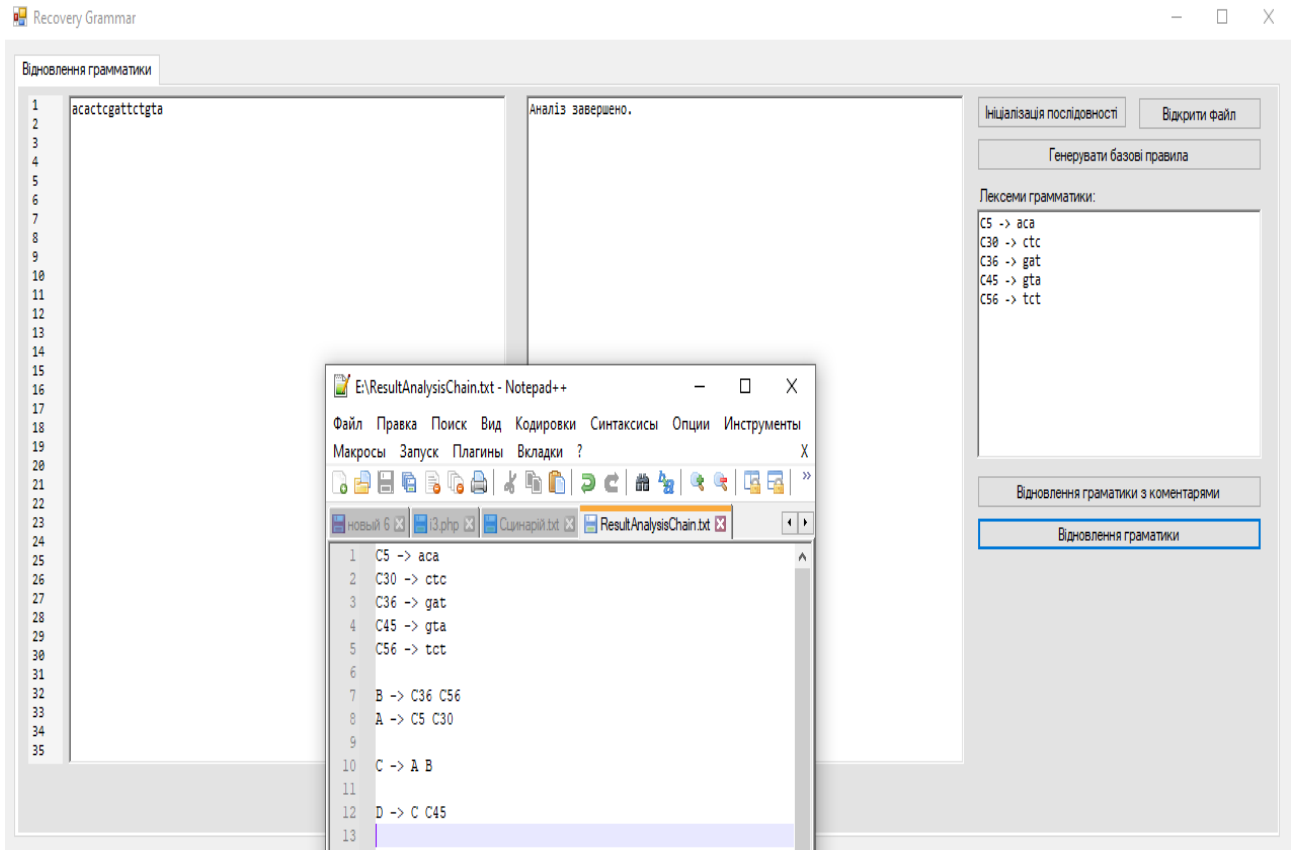 Recovery Grammar
Відновлення грамматики
1
2
3
4
5
6
7
8
9
10
11
12
13
14
15
16
17
18
19
20
21
22
23
24
25
26
27
28
29
30
31
32
33
34
35
acactcgattctgta
Аналіз завершено.
Ініціалізація послідовності
Відкрити файл
Генерувати базові правила
Лексеми грамматики:
C5 -> aca
C30 -> ctc
C36 -> gat
C45 -> gta
C56 -> tct
Відновлення граматики з коментарями
Відновлення граматики
E:\ResultAnalysisChain.txt - Notepad++
Файл Правка Поиск Вид Кодировки Синтаксисы Опции Инструменты
Макросы Запуск Плагины Вкладки ? X
новый 6 i3.php Сцинарій.txt ResultAnalysisChain.txt
1 C5 -> aca
2 C30 -> ctc
3 C36 -> gat
4 C45 -> gta
5 C56 -> tct
6
7 B -> C36 C56
8 A -> C5 C30
9
10 C -> A B
11
12 D -> C C45
13